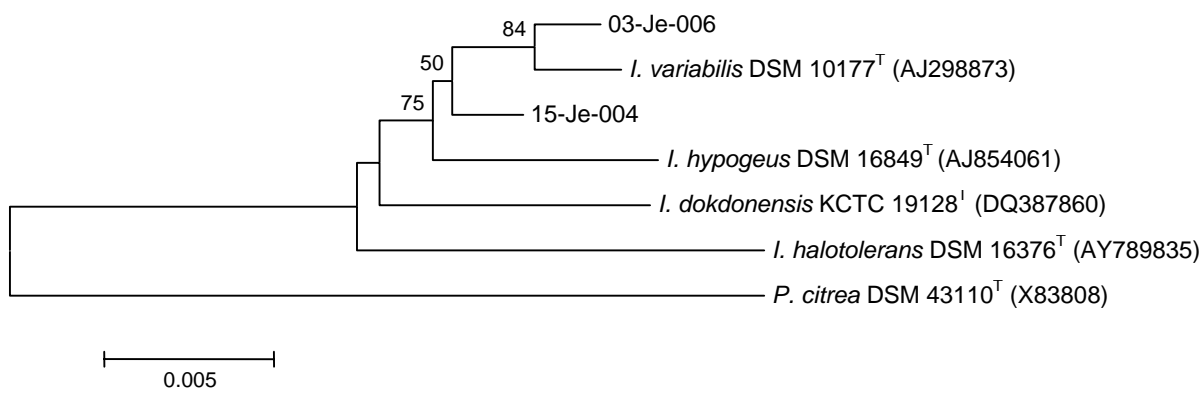 84
03-Je-006
I. variabilis DSM 10177T (AJ298873)
50
15-Je-004
75
I. hypogeus DSM 16849T (AJ854061)
I. dokdonensis KCTC 19128I (DQ387860)
I. halotolerans DSM 16376T (AY789835)
P. citrea DSM 43110T (X83808)
0.005